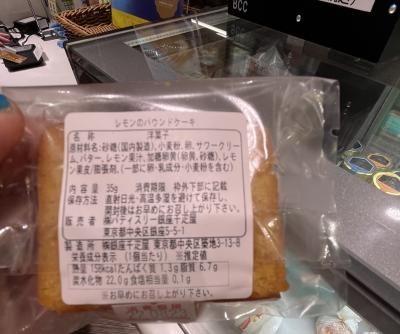 BCC
レモンのパウンドケーキ
名 称 洋菓子
原材料名:砂糖(国内製造)、小麦粉、卵、サワークリー
ム、バター、レモン果汁、加糖卵黄(卵黄、砂糖)、レモ
ン果皮/膨張剤、(一部に卵・乳成分・小麦粉を含む)
内容量 35g 消費期限 枠外下部に記載
保存方法 直射日光・高温多湿を避けて保存し、
開封後はお早めにお召し上がり下さい。
販売者 ㈱パティスリー銀座千疋屋
東京都中央区銀座5-5-1
製造所 ㈱銀座千疋屋 東京都中央区築地3-13-8
栄養成分表示 (1個当たり) ※推定値
熱量 158kcal たんぱく質 1.3g 脂質 6.7g
炭水化物 22.0g 食塩相当量 0.1g
※お早めにお召し上がり下さい。